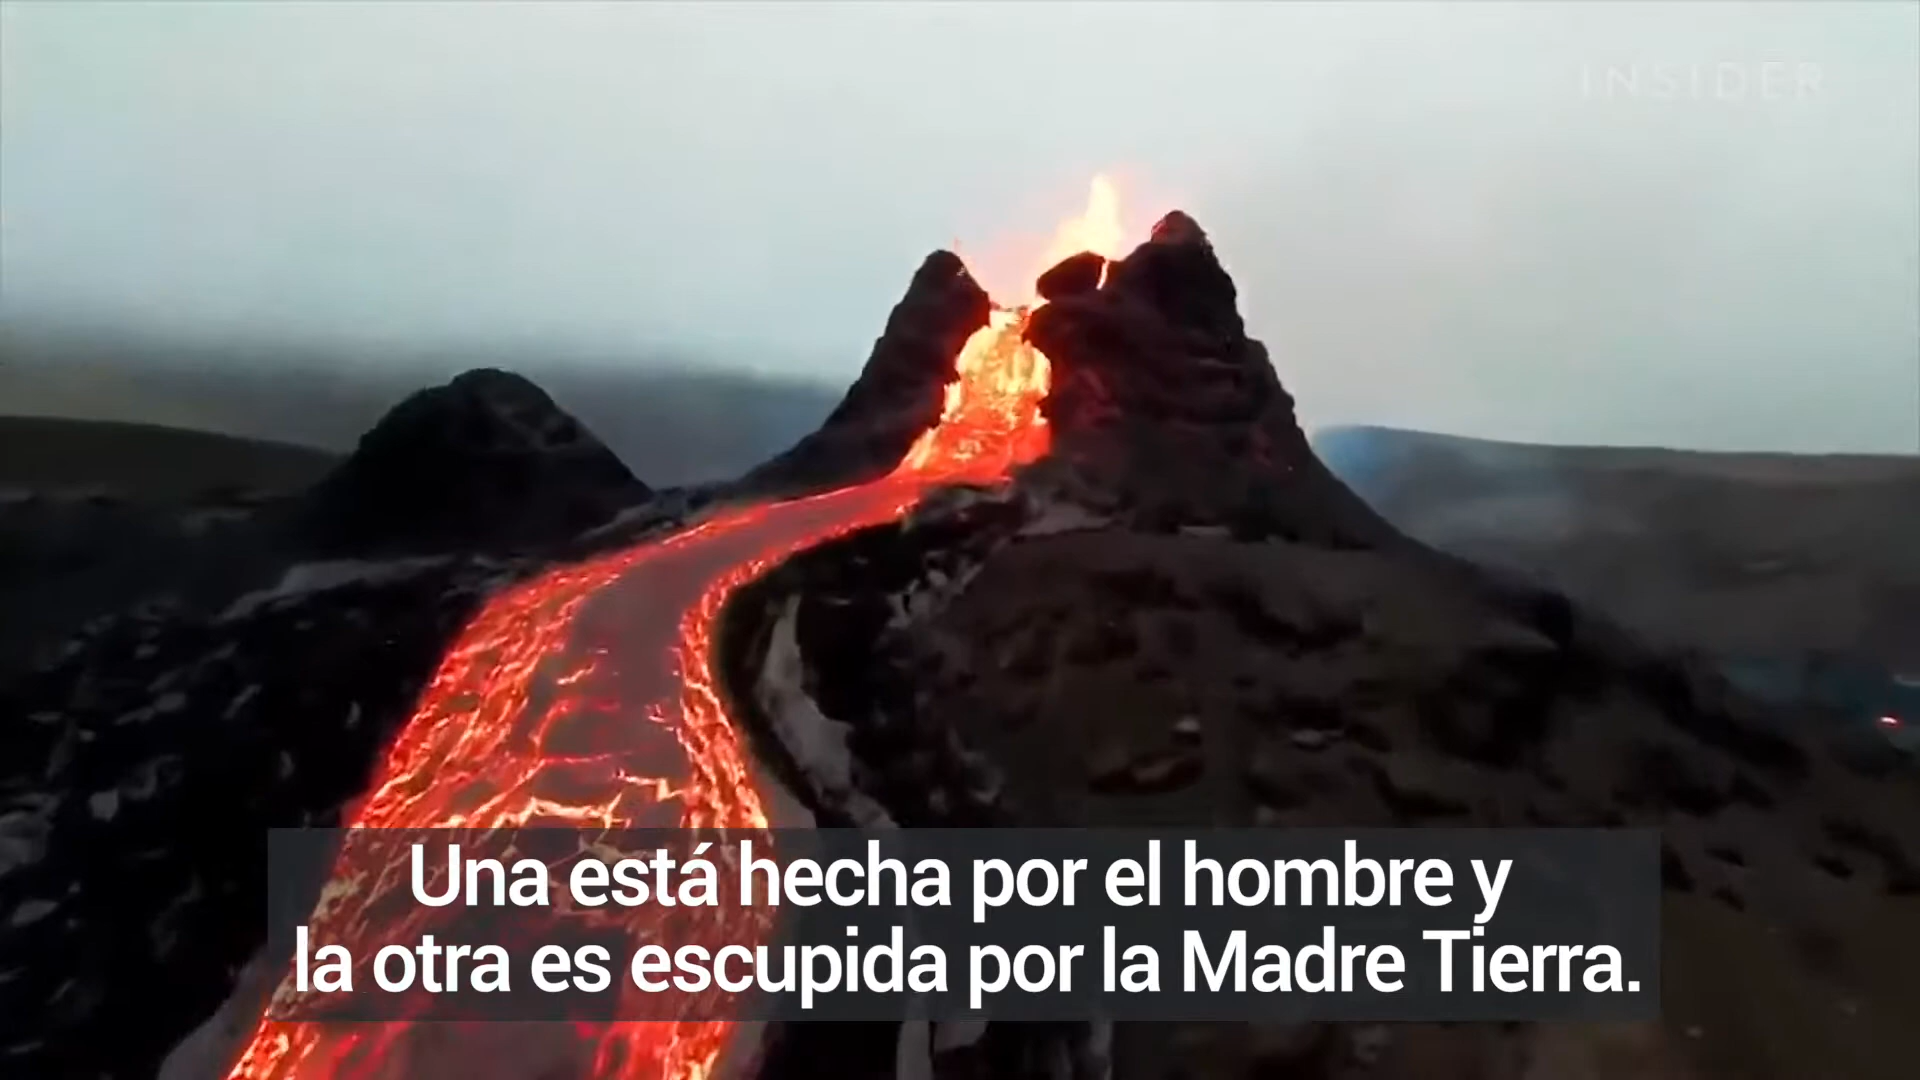 INSIDER
Una está hecha por el hombre y
la otra es escupida por la Madre Tierra.